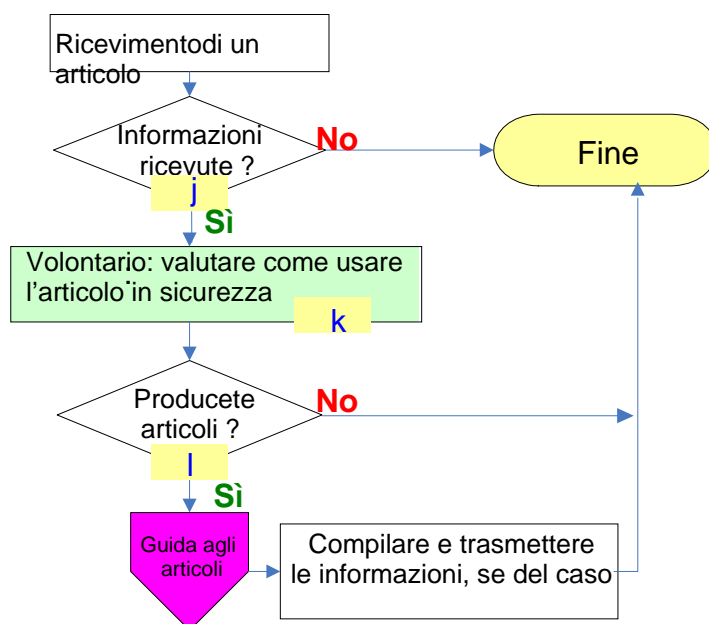 Ricevimentodi un
articolo
Informazioni
ricevute ?
No
Fine
j
Sì
Volontario: valutare come usare
l’articolo in sicurezza
k
Producete
articoli ?
No
l
Sì
Guida agli
articoli
Compilare e trasmettere
le informazioni, se del caso